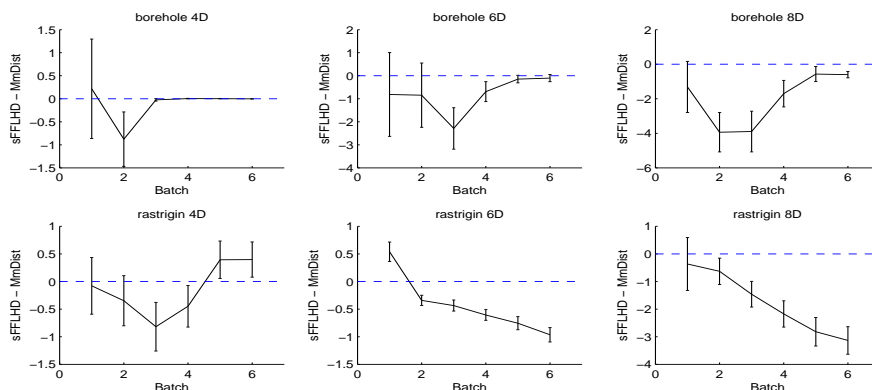 borehole 4D
1.5
1
0.5
0
−0.5
−1
−1.5
0 2 4 6
Batch
sFFLHD − MmDist
borehole 6D
2
1
0
−1
−2
−3
−4
0 2 4 6
Batch
sFFLHD − MmDist
borehole 8D
2
0
−2
−4
−6
0 2 4 6
Batch
sFFLHD − MmDist
rastrigin 4D
1
0.5
0
−0.5
−1
−1.5
0 2 4 6
Batch
sFFLHD − MmDist
rastrigin 6D
1
0.5
0
−0.5
−1
−1.5
0 2 4 6
Batch
sFFLHD − MmDist
rastrigin 8D
1
0
−1
−2
−3
−4
0 2 4 6
Batch
sFFLHD − MmDist